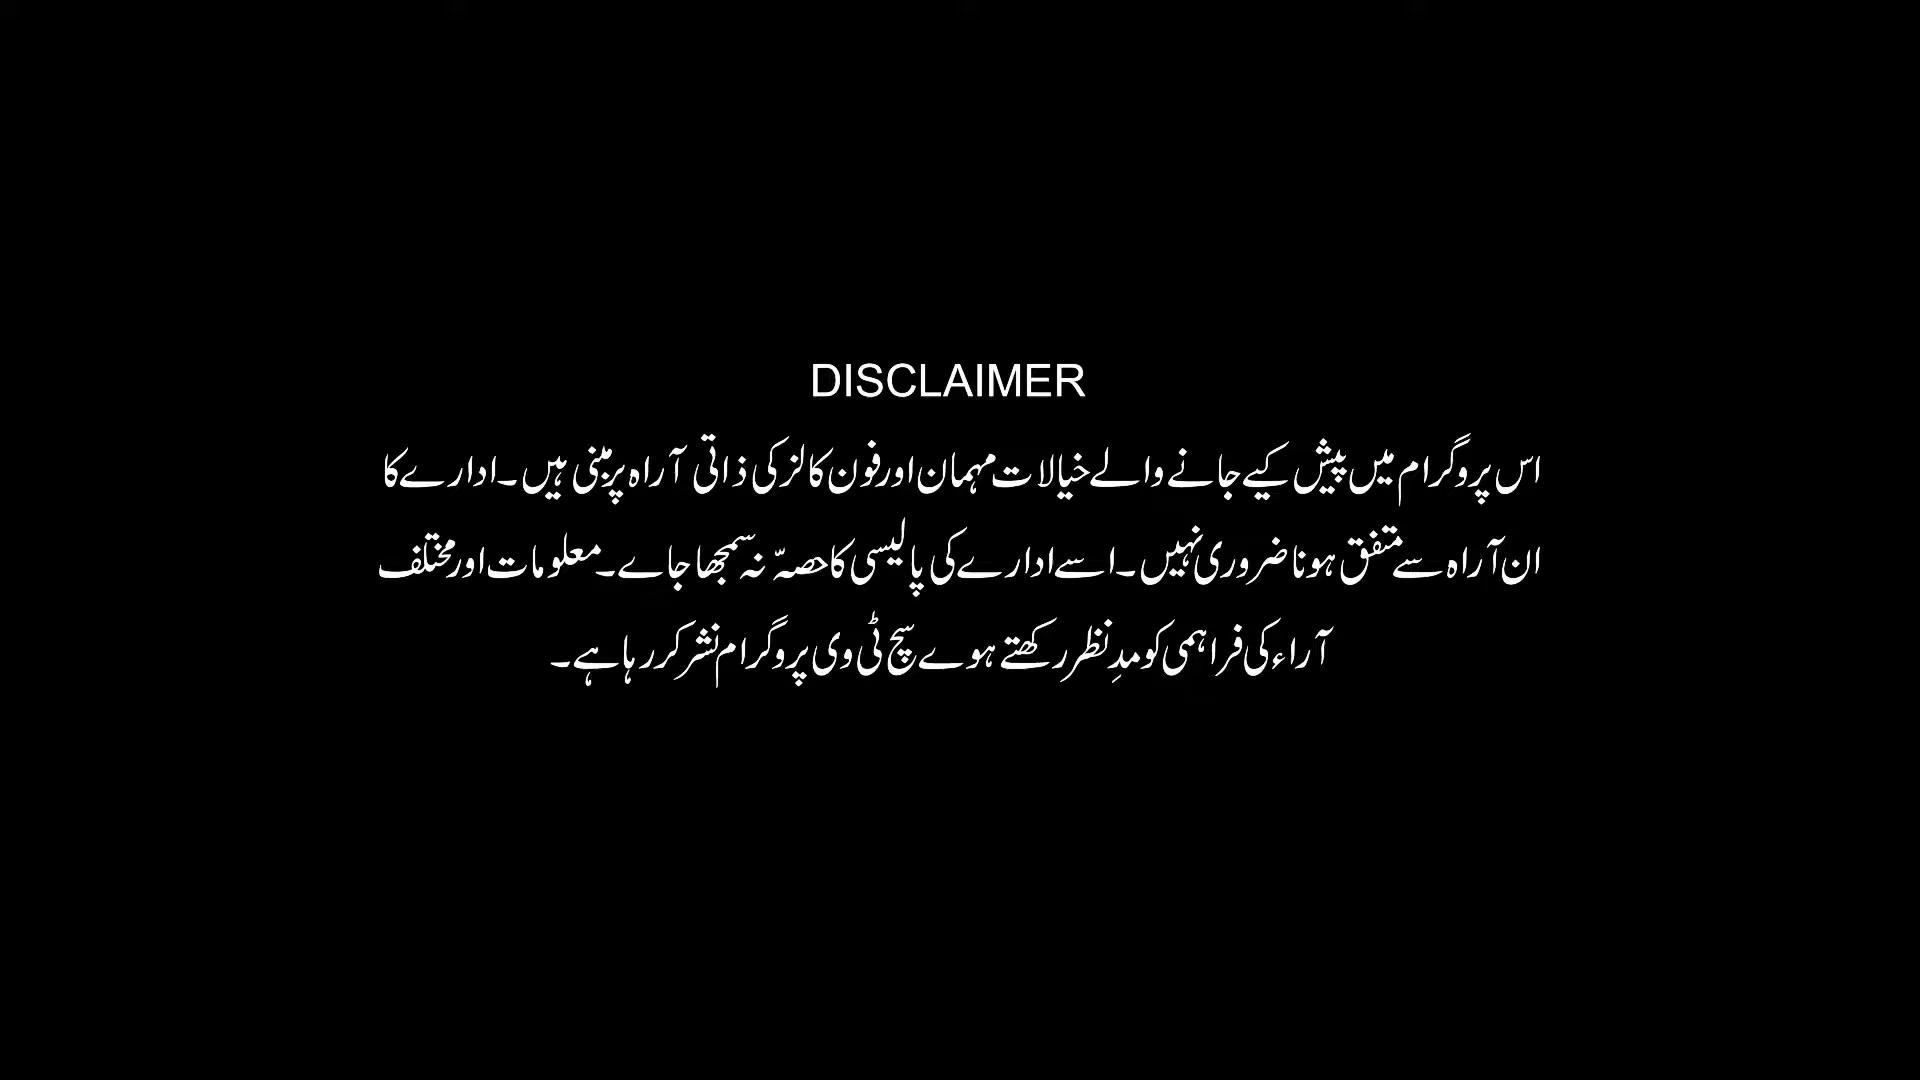 DISCLAIMER
اس پروگرام میں پیش کیے جانے والے خیالات مہمان اور فون کالز کی ذاتی آراہ پر مبنی ہیں۔ ادارے کا
ان آراہ سے متفق ہونا ضروری نہیں۔ اسے ادارے کی پالیسی کا حصہّ نہ سمجھا جاے۔ معلومات اور مختلف
آراء کی فراہمی کو مدِنظر رکھتے ہوے سچ ٹی وی پروگرام نشر کر رہا ہے۔